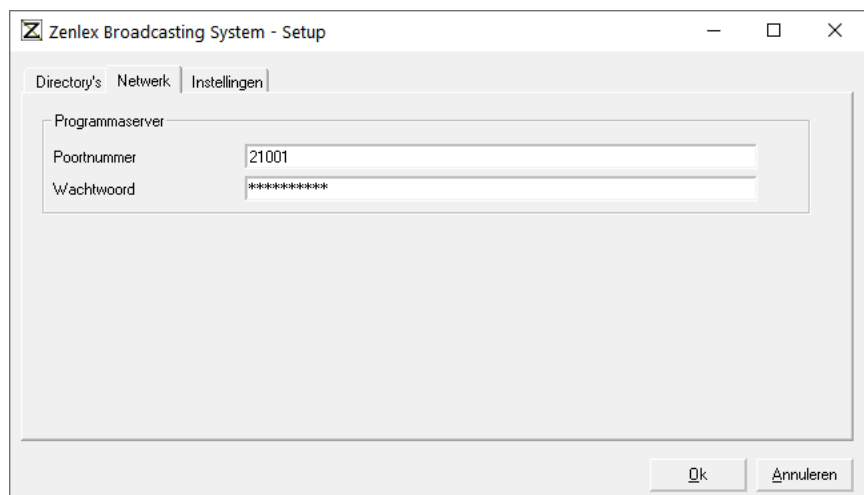 Zenlex Broadcasting System - Setup
Directory's Netwerk Instellingen
Programmaserver
Poortnummer 21001
Wachtwoord **********
Ok Annuleren